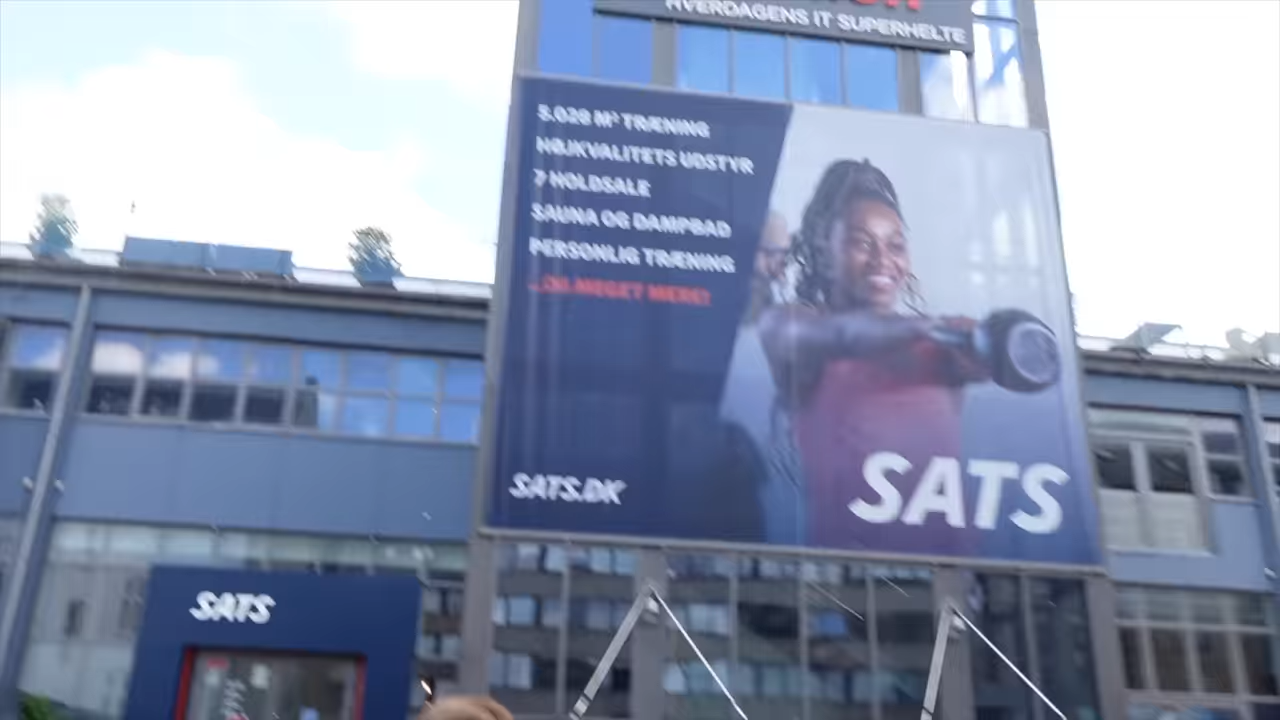 HVERDAGENS IT SUPERHELTE
5.028 M² TRÆNING
HØJKVALITETS UDSTYR
7 HOLDSALE
SAUNA OG DAMPBAD
PERSONLIG TRÆNING
...OG MEGET MERE!
SATS.DK
SATS
SATS